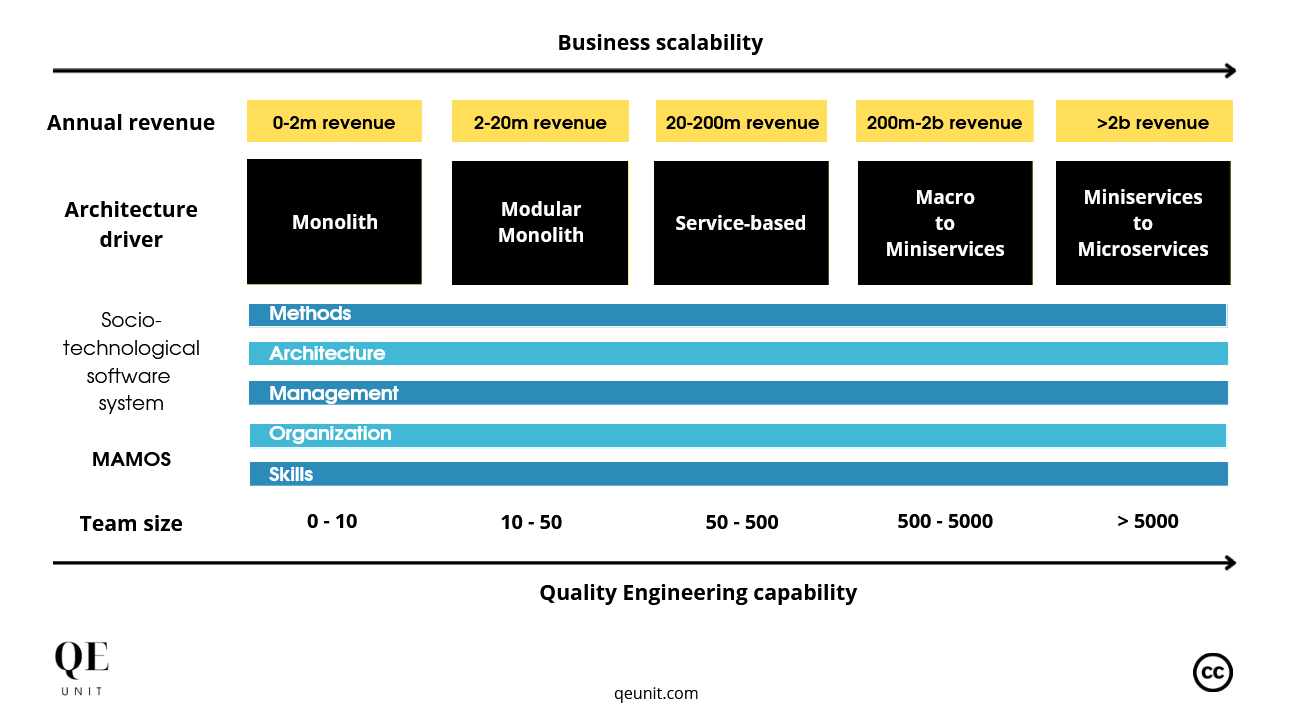 Business scalability
Annual revenue
0-2m revenue
2-20m revenue
20-200m revenue
200m-2b revenue
>2b revenue
Architecture
driver
Monolith
Modular
Monolith
Service-based
Macro
to
Miniservices
Miniservices
to
Microservices
Socio-
technological
software
system
MAMOS
Methods
Architecture
Management
Organization
Skills
Team size
0 - 10
10 - 50
50 - 500
500 - 5000
> 5000
Quality Engineering capability
QE
UNIT
qeunit.com
cc